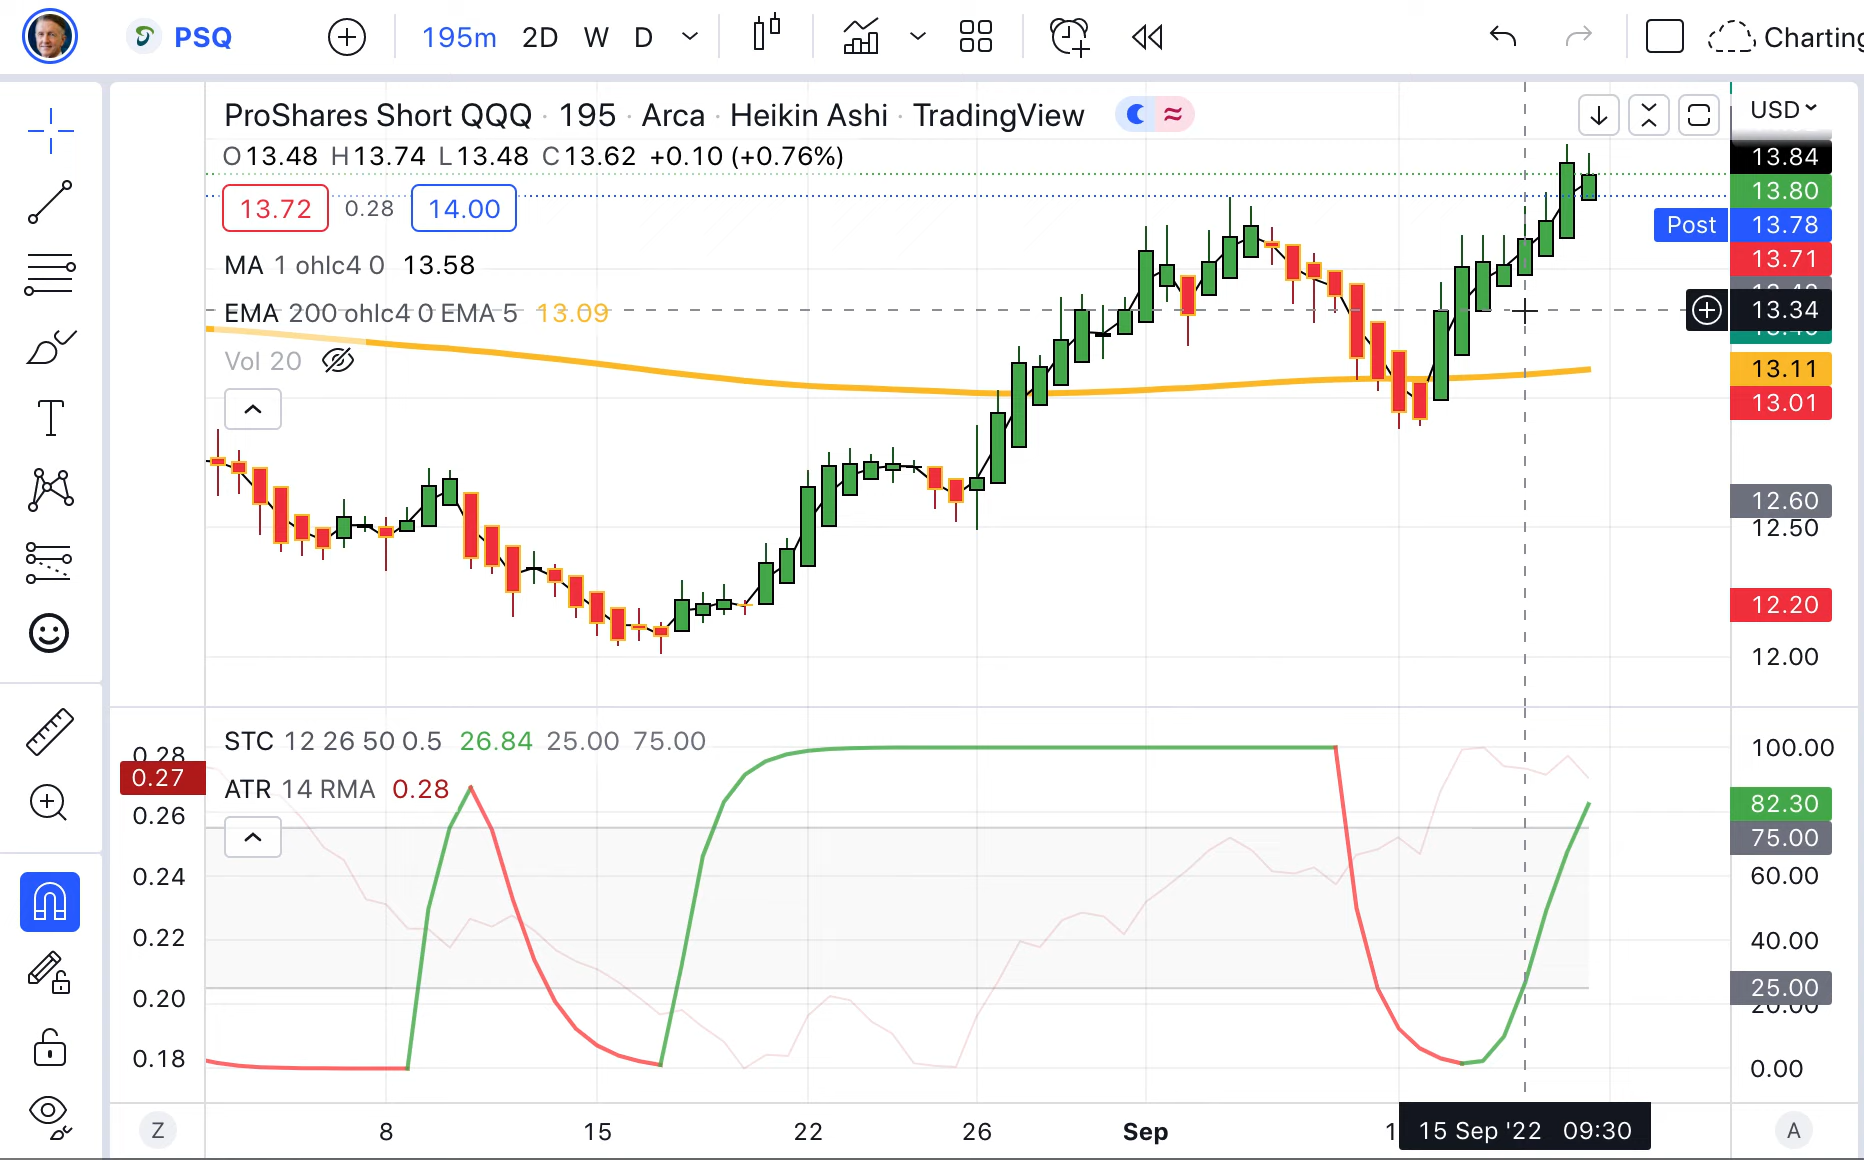 PSQ 195m 2D W D Charting
ProShares Short QQQ · 195 · Arca · Heikin Ashi · TradingView
USD
O13.48 H13.74 L13.48 C13.62 +0.10 (+0.76%)
13.84
13.80
13.72 0.28 14.00
Post 13.78
MA 1 ohlc4 0 13.58
13.71
EMA 200 ohlc4 0 EMA 5 13.09
13.34
Vol 20
13.11
13.01
12.60
12.50
12.20
12.00
STC 12 26 50 0.5 26.84 25.00 75.00
0.28
100.00
0.27
ATR 14 RMA 0.28
82.30
0.26
75.00
0.24
60.00
0.22
40.00
25.00
0.20
20.00
0.18
0.00
Z 8 15 22 26 Sep 15 Sep '22 09:30 A